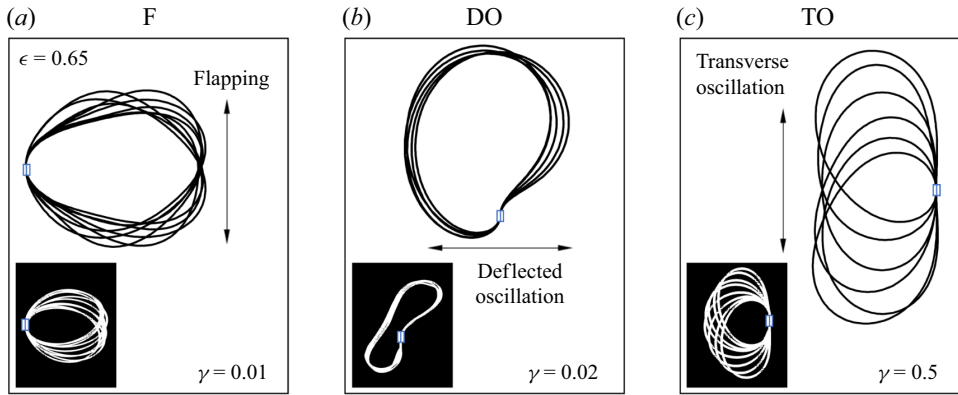 (a) F
ϵ = 0.65
Flapping
γ = 0.01
(b) DO
Deflected
oscillation
γ = 0.02
(c) TO
Transverse
oscillation
γ = 0.5